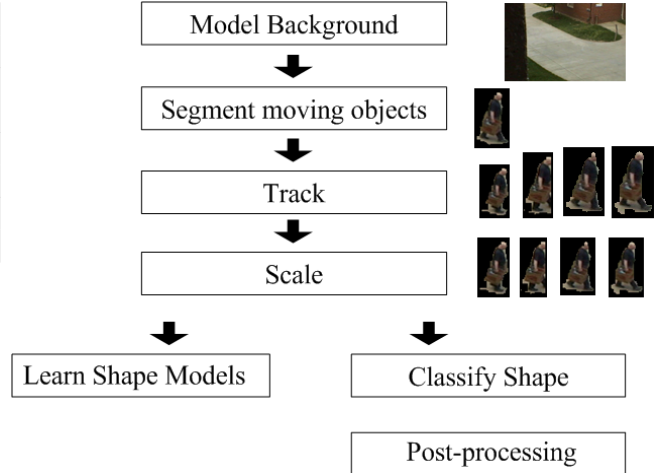 Model Background
Segment moving objects
Track
Scale
Learn Shape Models
Classify Shape
Post-processing